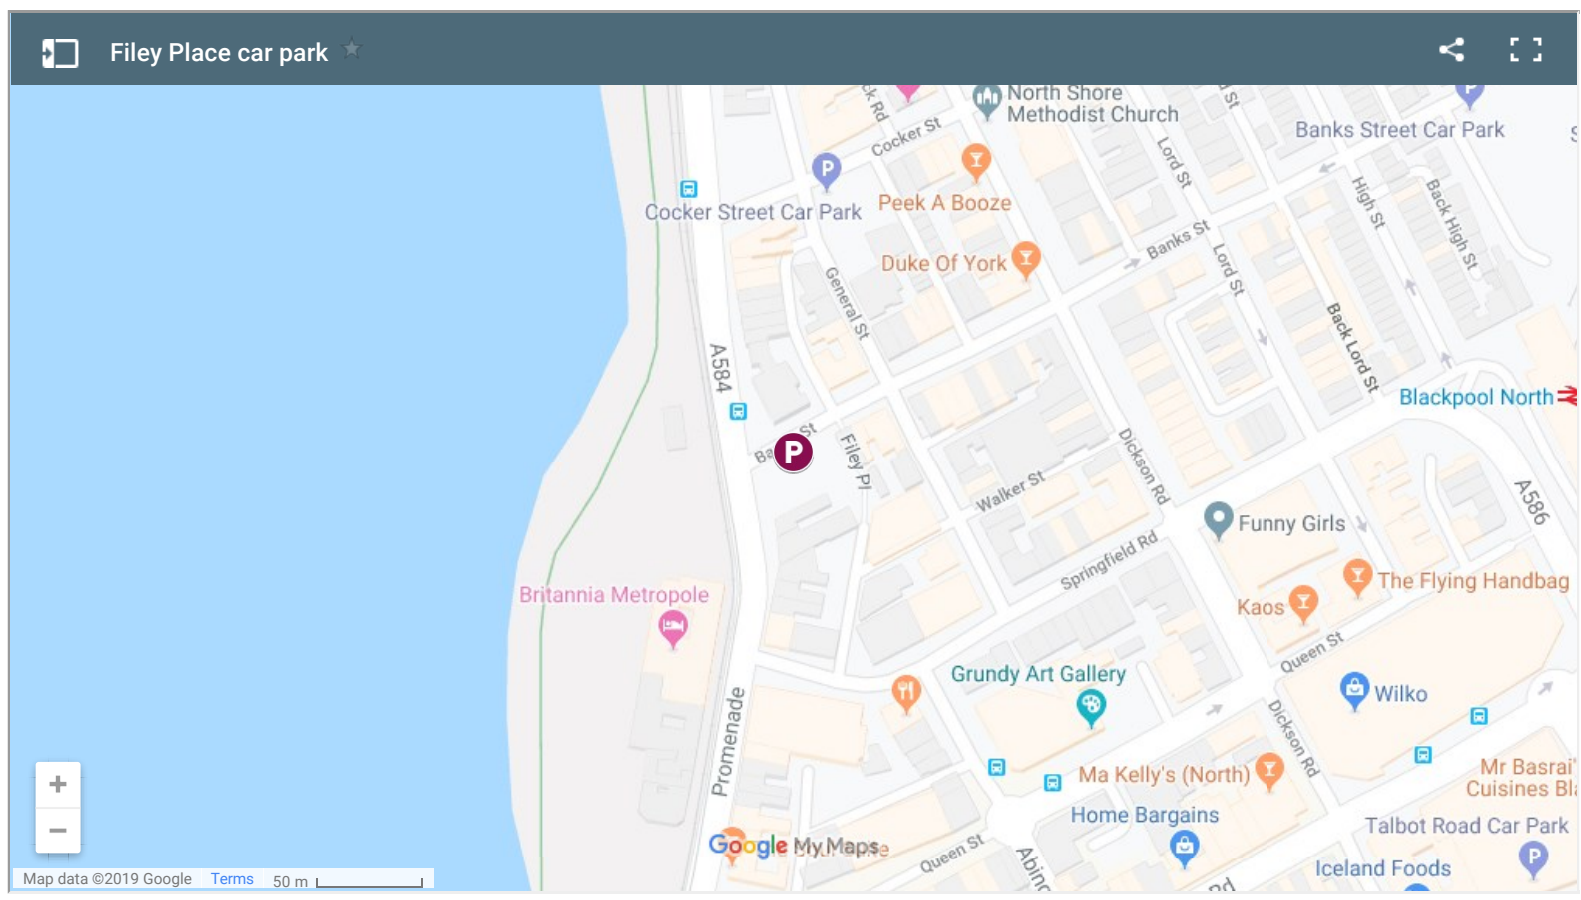 Filey Place car park
North Shore
Methodist Church
Banks Street Car Park
Cocker St
Lord St
High St
Back High St
Cocker Street Car Park
Peek A Booze
Banks St
Duke Of York
General St
Lord St
Back Lord St
A584
Blackpool North
P
Filey Pl
Dickson Rd
Walker St
A586
Funny Girls
Springfield Rd
The Flying Handbag
Kaos
Britannia Metropole
Queen St
Grundy Art Gallery
Wilko
Promenade
Dickson Rd
Ma Kelly's (North)
Mr Basrai'
Cuisines Bla
Home Bargains
Talbot Road Car Park
Google My Maps
Queen St
Iceland Foods
Map data ©2019 Google
Terms
50 m